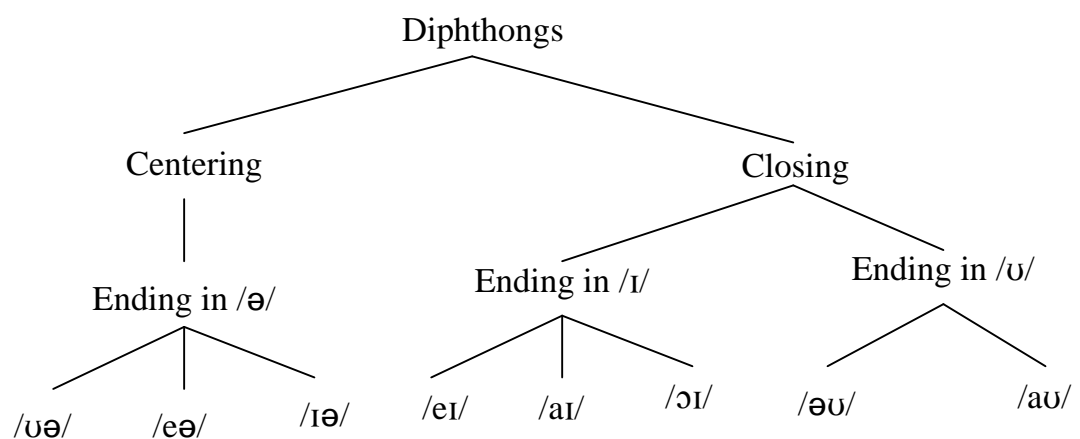 Diphthongs
Centering
Closing
Ending in /ə/
Ending in /ɪ/
Ending in /ʊ/
/ʊə/ /eə/ /ɪə/ /eɪ/ /aɪ/ /ɔɪ/ /əʊ/ /aʊ/